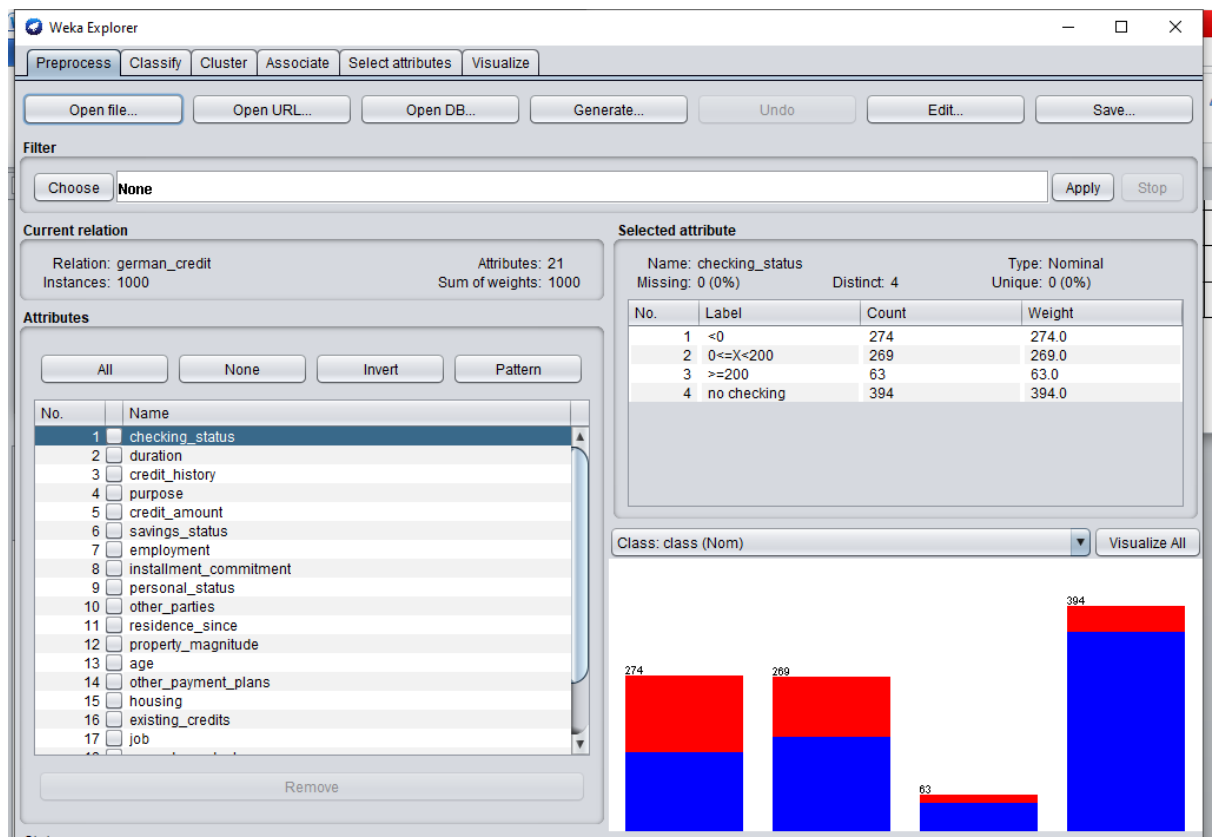 Weka Explorer
Preprocess Classify Cluster Associate Select attributes Visualize
Open file... Open URL... Open DB... Generate... Undo Edit... Save...
Filter
Choose None Apply Stop
Current relation
Relation: german_credit Attributes: 21
Instances: 1000 Sum of weights: 1000
Attributes
All None Invert Pattern
No. Name
1 checking_status
2 duration
3 credit_history
4 purpose
5 credit_amount
6 savings_status
7 employment
8 installment_commitment
9 personal_status
10 other_parties
11 residence_since
12 property_magnitude
13 age
14 other_payment_plans
15 housing
16 existing_credits
17 job
Remove
Selected attribute
Name: checking_status Type: Nominal
Missing: 0 (0%) Distinct: 4 Unique: 0 (0%)
No. Label Count Weight
1 <0 274 274.0
2 0<=X<200 269 269.0
3 >=200 63 63.0
4 no checking 394 394.0
Class: class (Nom) Visualize All
274 269 63 394